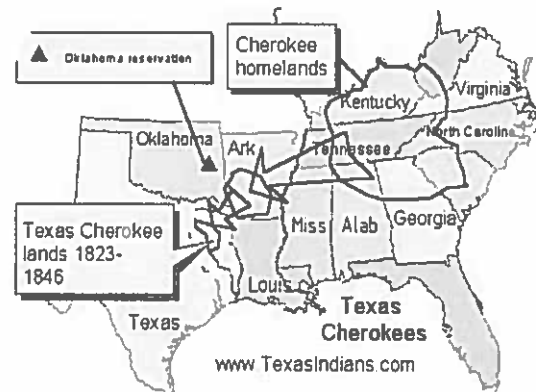 Oklahoma reservation
Cherokee
homelands
Virginia
Kentucky
North Carolina
Tennessee
Oklahoma
Ark
Georgia
Miss
Alab
Texas Cherokee
lands 1823-
1846
Louis
Texas
Texas
Cherokees
www.TexasIndians.com